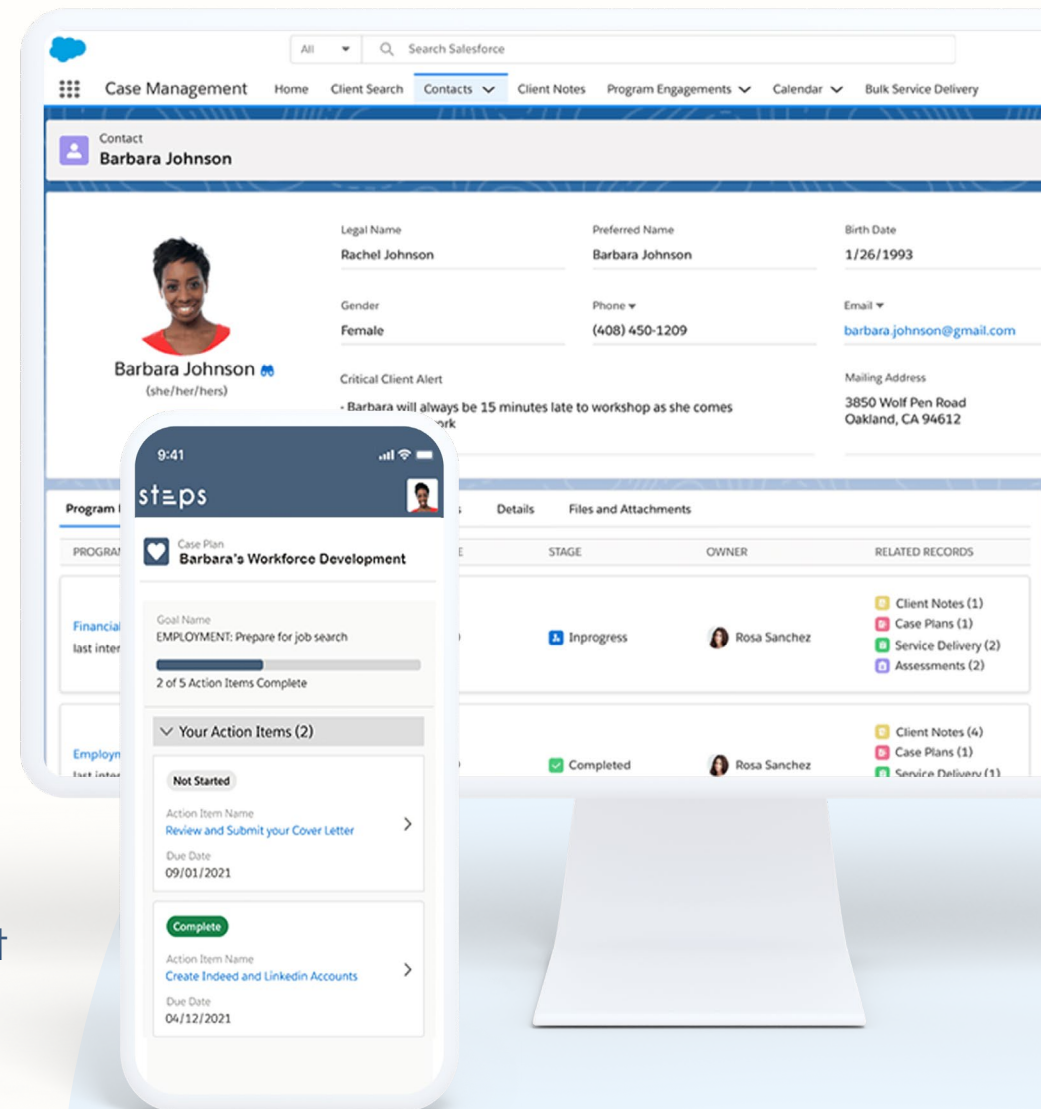 All
Search Salesforce
Case Management Home Client Search Contacts Client Notes Program Engagements Calendar Bulk Service Delivery
Contact
Barbara Johnson
Legal Name Preferred Name Birth Date
Rachel Johnson Barbara Johnson 1/26/1993
Gender Phone Email
Female (408) 450-1209 barbara.johnson@gmail.com
Barbara Johnson
(she/her/hers)
Critical Client Alert Mailing Address
- Barbara will always be 15 minutes late to workshop as she comes 3850 Wolf Pen Road
Oakland, CA 94612
Program Details Files and Attachments
STAGE OWNER RELATED RECORDS
Financial Inprogress Rosa Sanchez
last
Client Notes (1)
Case Plans (1)
Service Delivery (2)
Assessments (2)
Completed Rosa Sanchez
Client Notes (4)
Case Plans (1)
Service Delivery (1)
9:41
steps
Case Plan
Barbara's Workforce Development
Goal Name
EMPLOYMENT: Prepare for job search
2 of 5 Action Items Complete
Your Action Items (2)
Not Started
Action Item Name
Review and Submit your Cover Letter
Due Date
09/01/2021
Complete
Action Item Name
Create Indeed and Linkedin Accounts
Due Date
04/12/2021